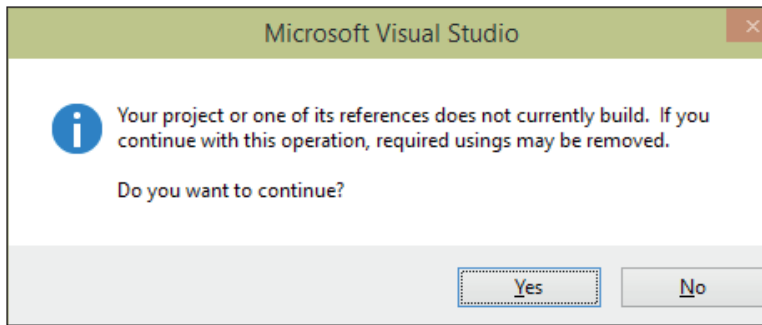 Microsoft Visual Studio
Your project or one of its references does not currently build.  If you
continue with this operation, required usings may be removed.
Do you want to continue?
Yes
No